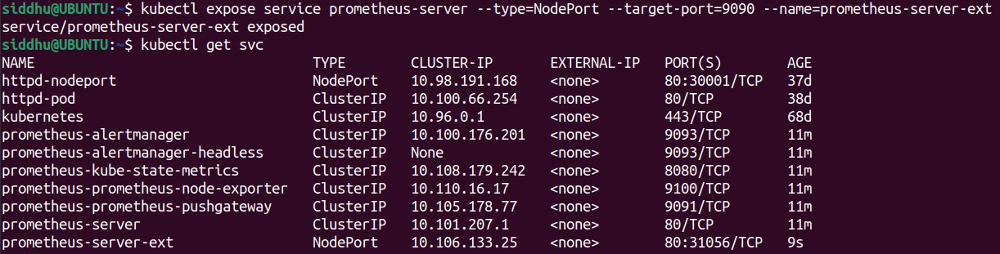 siddhu@UBUNTU:~$ kubectl expose service prometheus-server --type=NodePort --target-port=9090 --name=prometheus-server-ext
service/prometheus-server-ext exposed
siddhu@UBUNTU:~$ kubectl get svc
NAME TYPE CLUSTER-IP EXTERNAL-IP PORT(S) AGE
httpd-nodeport NodePort 10.98.191.168 <none> 80:30001/TCP 37d
httpd-pod ClusterIP 10.100.66.254 <none> 80/TCP 38d
kubernetes ClusterIP 10.96.0.1 <none> 443/TCP 68d
prometheus-alertmanager ClusterIP 10.100.176.201 <none> 9093/TCP 11m
prometheus-alertmanager-headless ClusterIP None <none> 9093/TCP 11m
prometheus-kube-state-metrics ClusterIP 10.108.179.242 <none> 8080/TCP 11m
prometheus-prometheus-node-exporter ClusterIP 10.110.16.17 <none> 9100/TCP 11m
prometheus-prometheus-pushgateway ClusterIP 10.105.178.77 <none> 9091/TCP 11m
prometheus-server ClusterIP 10.101.207.1 <none> 80/TCP 11m
prometheus-server-ext NodePort 10.106.133.25 <none> 80:31056/TCP 9s